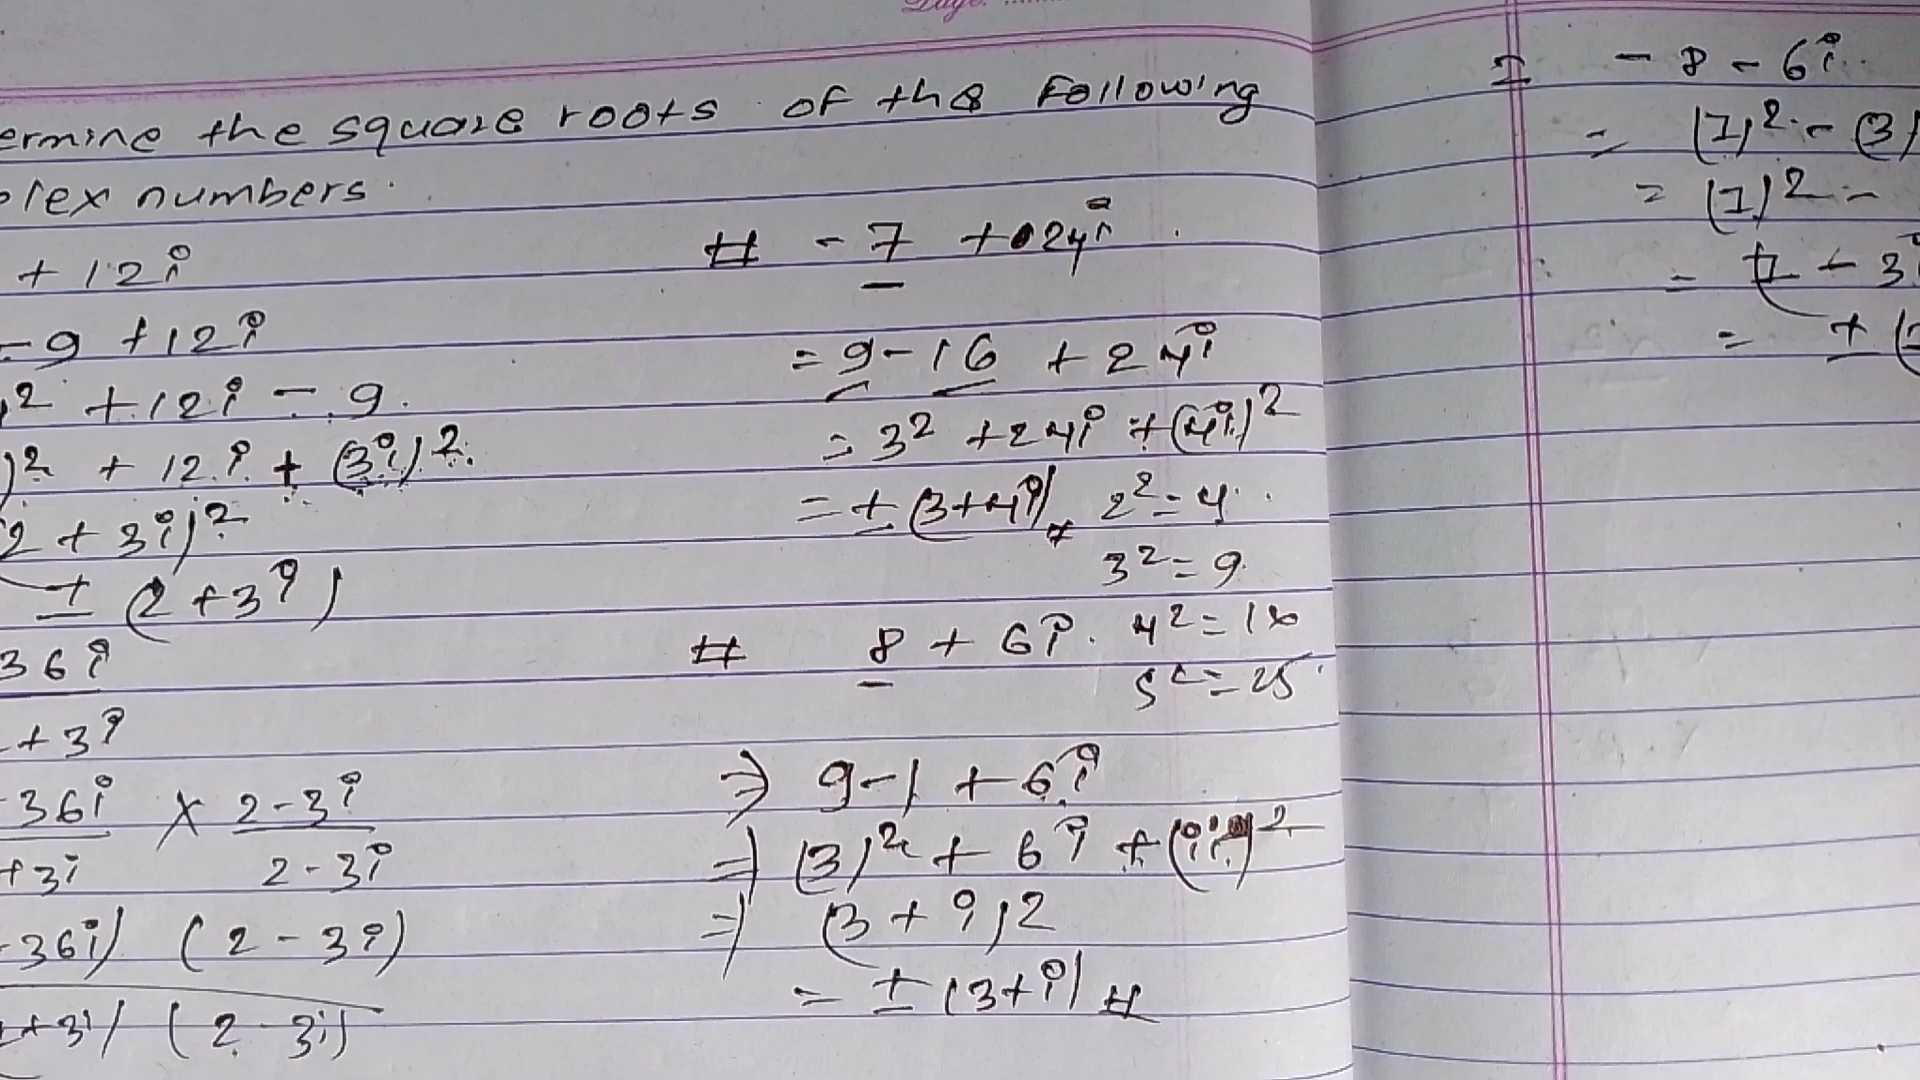 Page:
ermine the square roots of the following
plex numbers.
+ 12i
- 9 + 12i
² + 12i - 9.
)² + 12i + (3i)².
2 + 3i)²
± (2 + 3i)
36i
+ 3i
- 36i × 2 - 3i
+ 3i 2 - 3i
- 36i) (2 - 3i)
+ 3i) (2 - 3i)
# - 7 + 24i
= 9 - 16 + 24i
= 3² + 24i + (4i)²
= ± (3 + 4i)
2² = 4
3² = 9
4² = 16
5² = 25
# 8 + 6i
⇒ 9 - 1 + 6i
⇒ (3)² + 6i + (i)²
⇒ (3 + i)2
= ± (3 + i) #
- 8 - 6i
= (1)² - (3
= (1)² -
= 1 - 3i
= ± (1